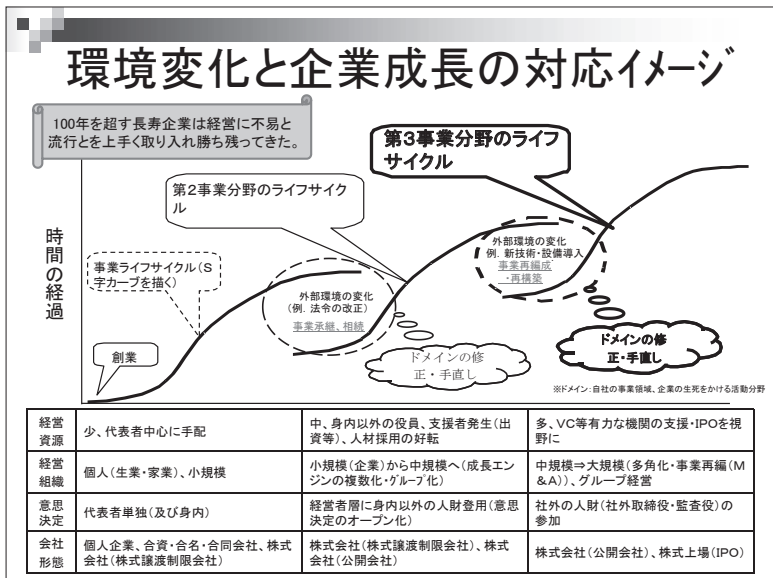 環境変化と企業成長の対応イメージ
100年を超す長寿企業は経営に不易と
流行とを上手く取り入れ勝ち残ってきた。
第3事業分野のライフ
サイクル
第2事業分野のライフサイク
ル
時間の経過
事業ライフサイクル(S
字カーブを描く)
外部環境の変化
(例．法令の改正)
事業承継、相続
外部環境の変化
例．新技術・設備導入
事業再編成
・再構築
創業
ドメインの修
正・手直し
ドメインの修
正・手直し
※ドメイン：自社の事業領域、企業の生死をかける活動分野
経営
資源
少、代表者中心に手配
中、身内以外の役員、支援者発生(出
資等)、人材採用の好転
多、VC等有力な機関の支援・IPOを視
野に
経営
組織
個人(生業・家業)、小規模
小規模(企業)から中規模へ(成長エン
ジンの複数化・グループ化)
中規模⇒大規模(多角化・事業再編(M
＆A))、グループ経営
意思
決定
代表者単独(及び身内)
経営者層に身内以外の人財登用(意思
決定のオープン化)
社外の人財(社外取締役・監査役)の
参加
会社
形態
個人企業、合資・合名・合同会社、株式
会社(株式譲渡制限会社)
株式会社(株式譲渡制限会社)、株式
会社(公開会社)
株式会社(公開会社)、株式上場(IPO)